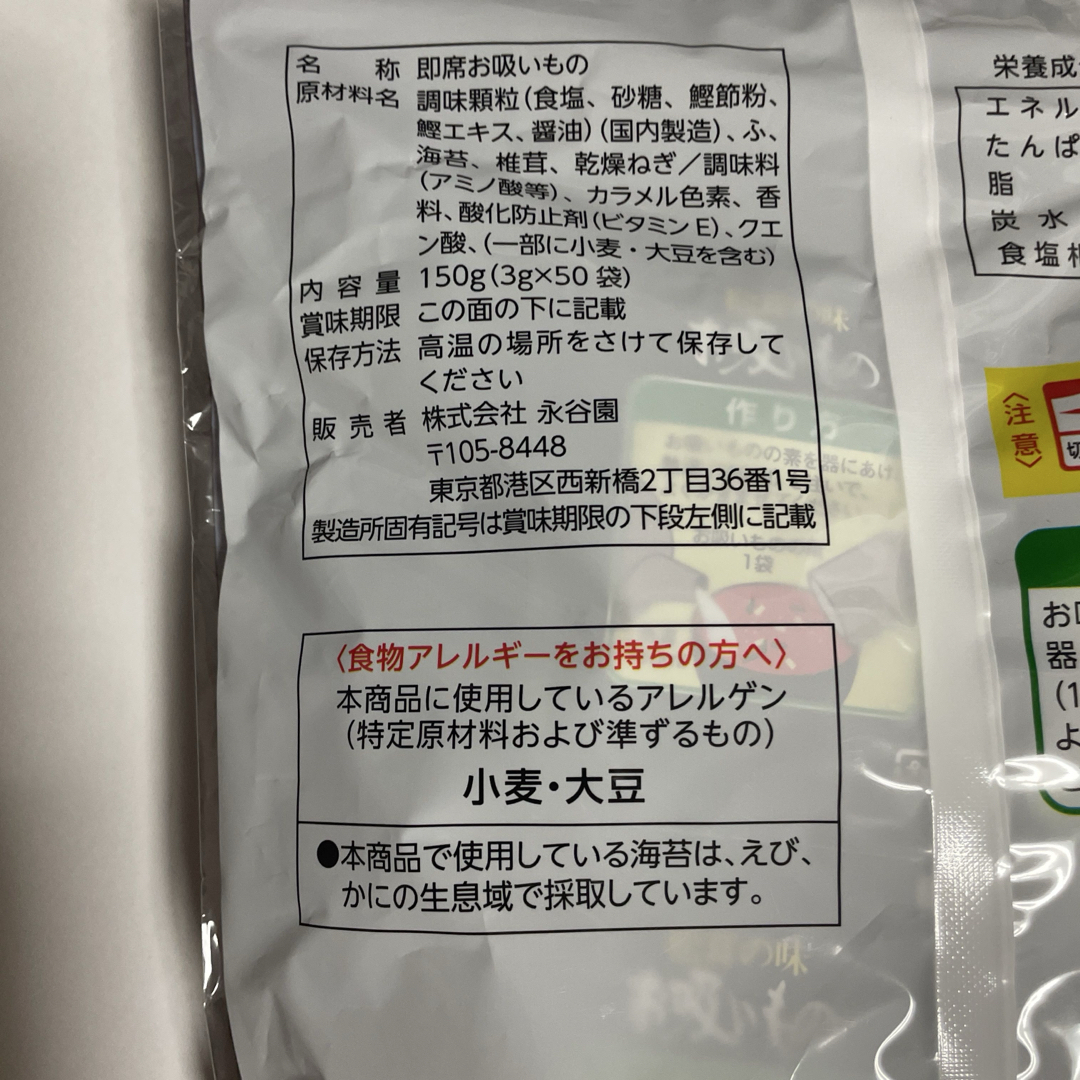 名称 即席お吸いもの
原材料名 調味顆粒(食塩、砂糖、鰹節粉、
鰹エキス、醤油)(国内製造)、ふ、
海苔、椎茸、乾燥ねぎ/調味料
(アミノ酸等)、カラメル色素、香
料、酸化防止剤(ビタミンE)、クエ
ン酸、(一部に小麦・大豆を含む)
内容量 150g(3g×50袋)
賞味期限 この面の下に記載
保存方法 高温の場所をさけて保存して
ください
販売者 株式会社 永谷園
〒105-8448
東京都港区西新橋2丁目36番1号
製造所固有記号は賞味期限の下段左側に記載
〈食物アレルギーをお持ちの方へ〉
本商品に使用しているアレルゲン
(特定原材料および準ずるもの)
小麦・大豆
●本商品で使用している海苔は、えび、
かにの生息域で採取しています。
作り方
1袋
栄養成
エネル
たんぱ
脂
炭水
食塩相
〈注意〉
切
お
器
(1
よ